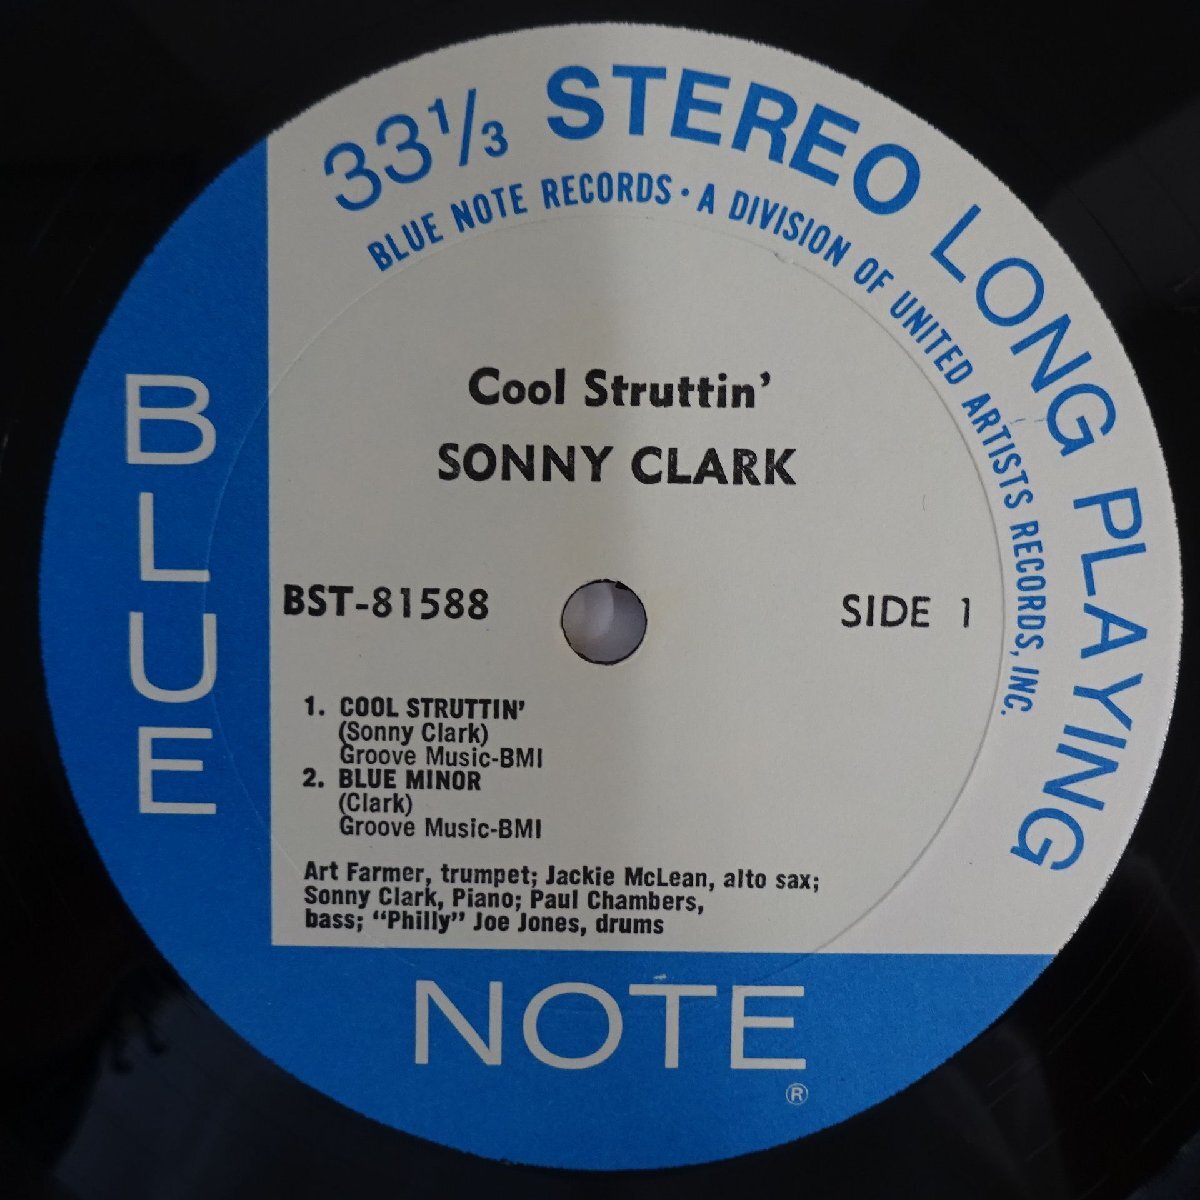 33⅓ STEREO LONG PLAYING
BLUE NOTE RECORDS · A DIVISION OF UNITED ARTISTS RECORDS, INC.
Cool Struttin’
SONNY CLARK
BST-81588
SIDE 1
1. COOL STRUTTIN’
(Sonny Clark)
Groove Music-BMI
2. BLUE MINOR
(Clark)
Groove Music-BMI
Art Farmer, trumpet; Jackie McLean, alto sax;
Sonny Clark, Piano; Paul Chambers,
bass; “Philly” Joe Jones, drums
BLUE
NOTE
®